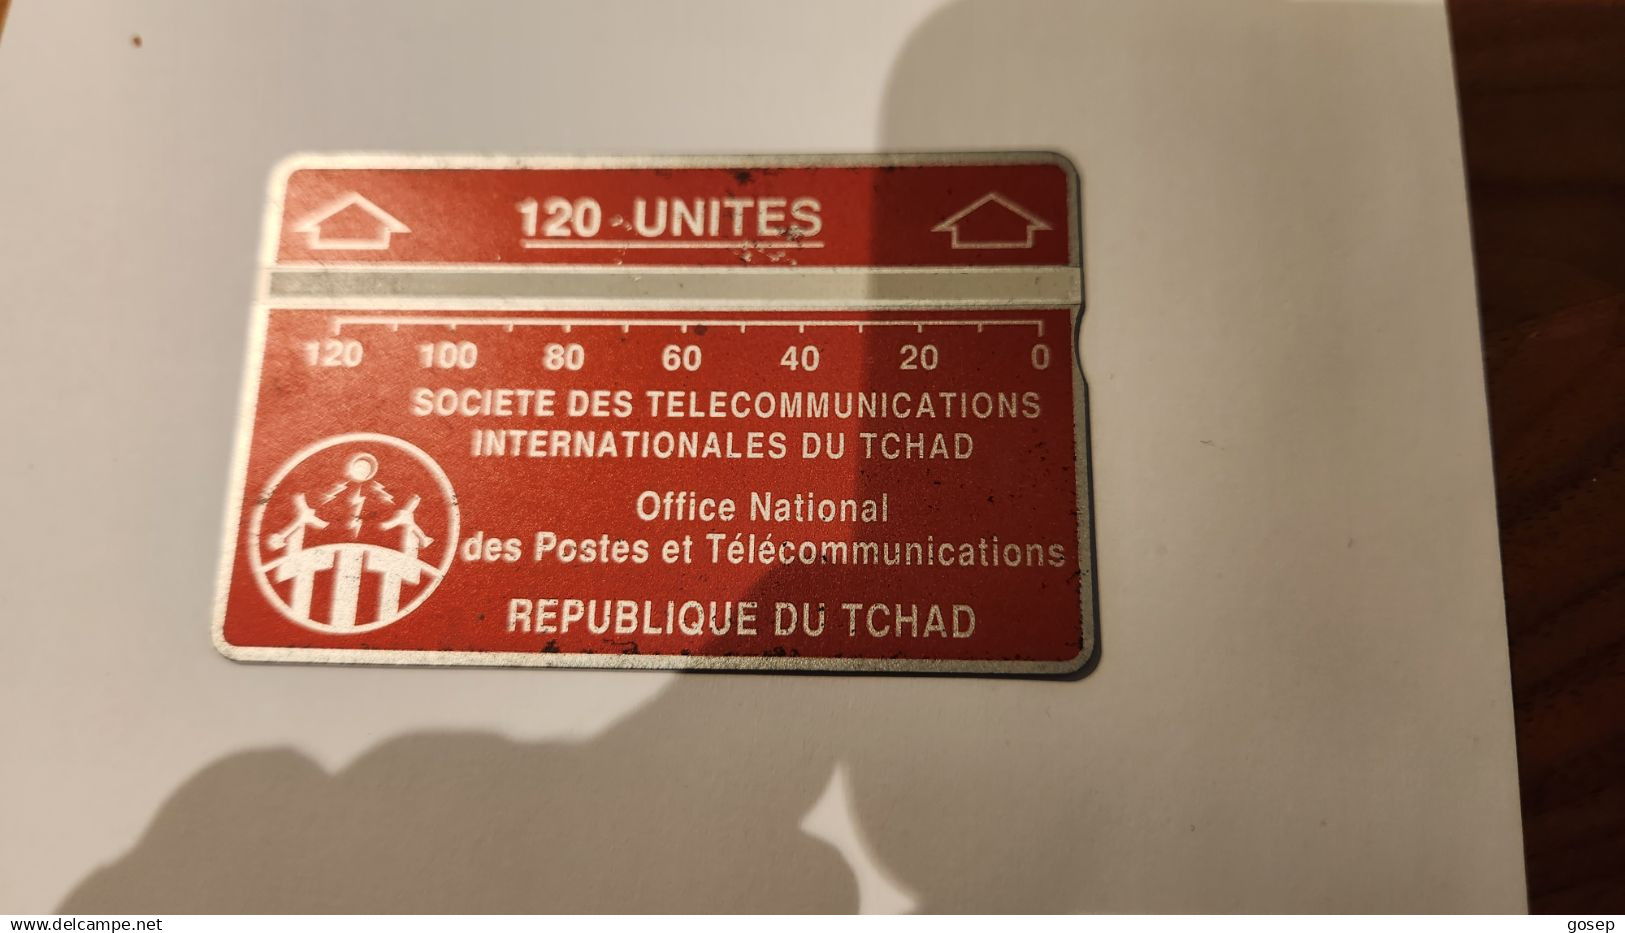 120 UNITES
120 100 80 60 40 20 0
SOCIETE DES TELECOMMUNICATIONS
INTERNATIONALES DU TCHAD
Office National
des Postes et Télécommunications
REPUBLIQUE DU TCHAD
delcampe.net
gosep